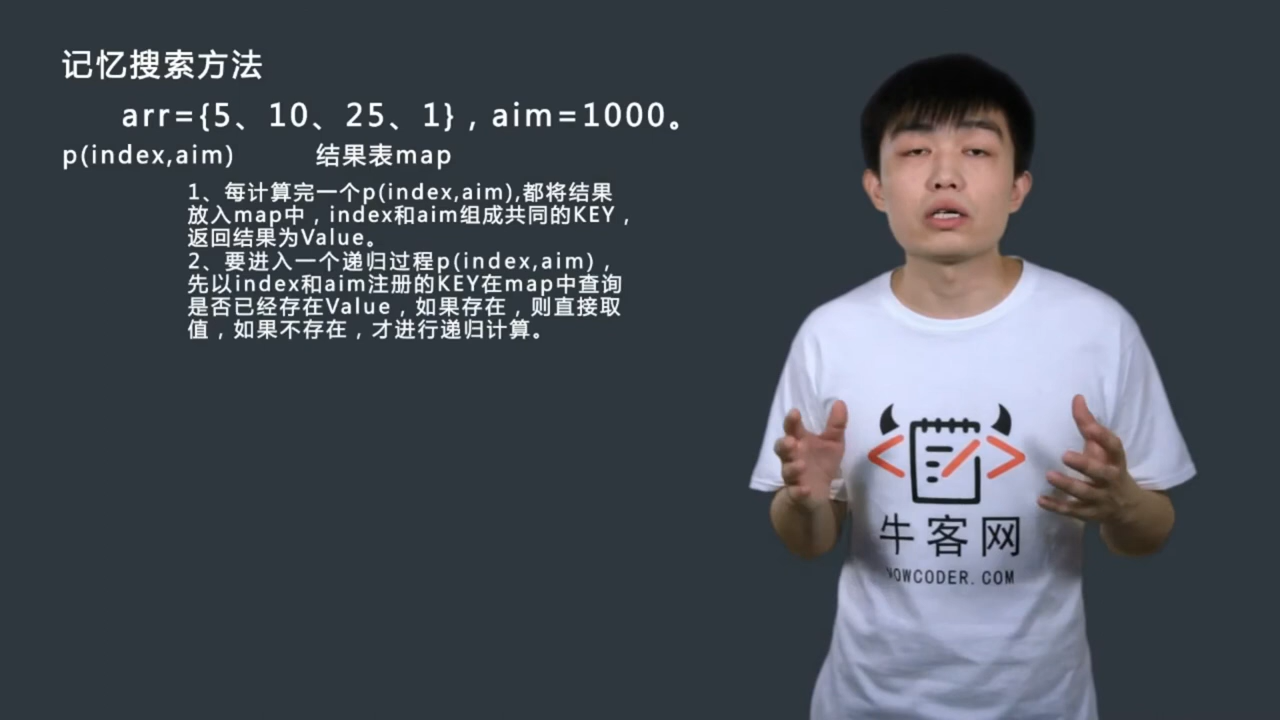 记忆搜索方法
arr={5、10、25、1}，aim=1000。
p(index,aim) 结果表map
1、每计算完一个p(index,aim),都将结果
放入map中，index和aim组成共同的KEY，
返回结果为Value。
2、要进入一个递归过程p(index,aim)，
先以index和aim注册的KEY在map中查询
是否已经存在Value，如果存在，则直接取
值，如果不存在，才进行递归计算。
牛客网
NOWCODER.COM